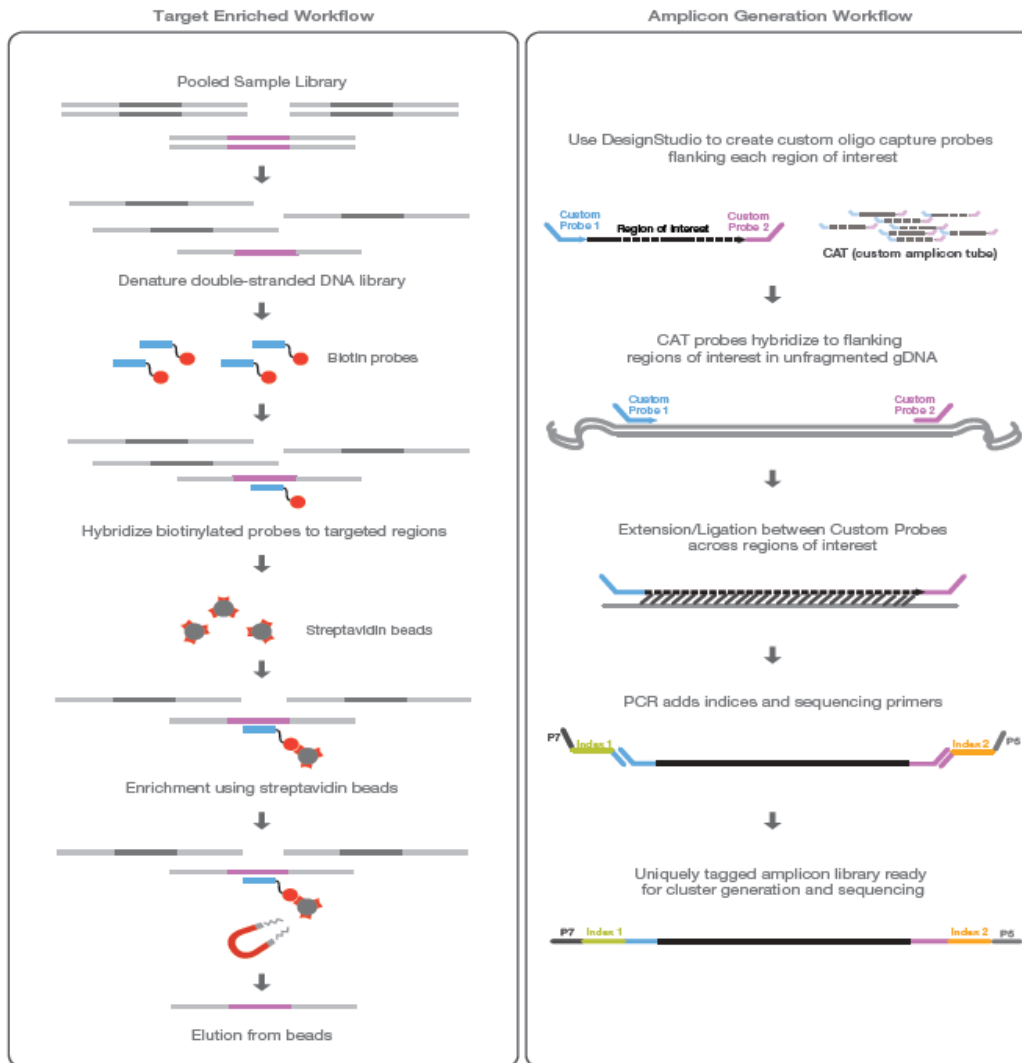 Target Enriched Workflow
Pooled Sample Library
Denature double-stranded DNA library
Biotin probes
Hybridize biotinylated probes to targeted regions
Streptavidin beads
Enrichment using streptavidin beads
Elution from beads
Amplicon Generation Workflow
Use DesignStudio to create custom oligo capture probes
flanking each region of interest
Custom
Probe 1
Region of Interest
Custom
Probe 2
CAT (custom amplicon tube)
CAT probes hybridize to flanking
regions of interest in unfragmented gDNA
Custom
Probe 1
Custom
Probe 2
Extension/Ligation between Custom Probes
across regions of interest
PCR adds indices and sequencing primers
P7
Index 1
Index 2
P5
Uniquely tagged amplicon library ready
for cluster generation and sequencing
P7
Index 1
Index 2
P5